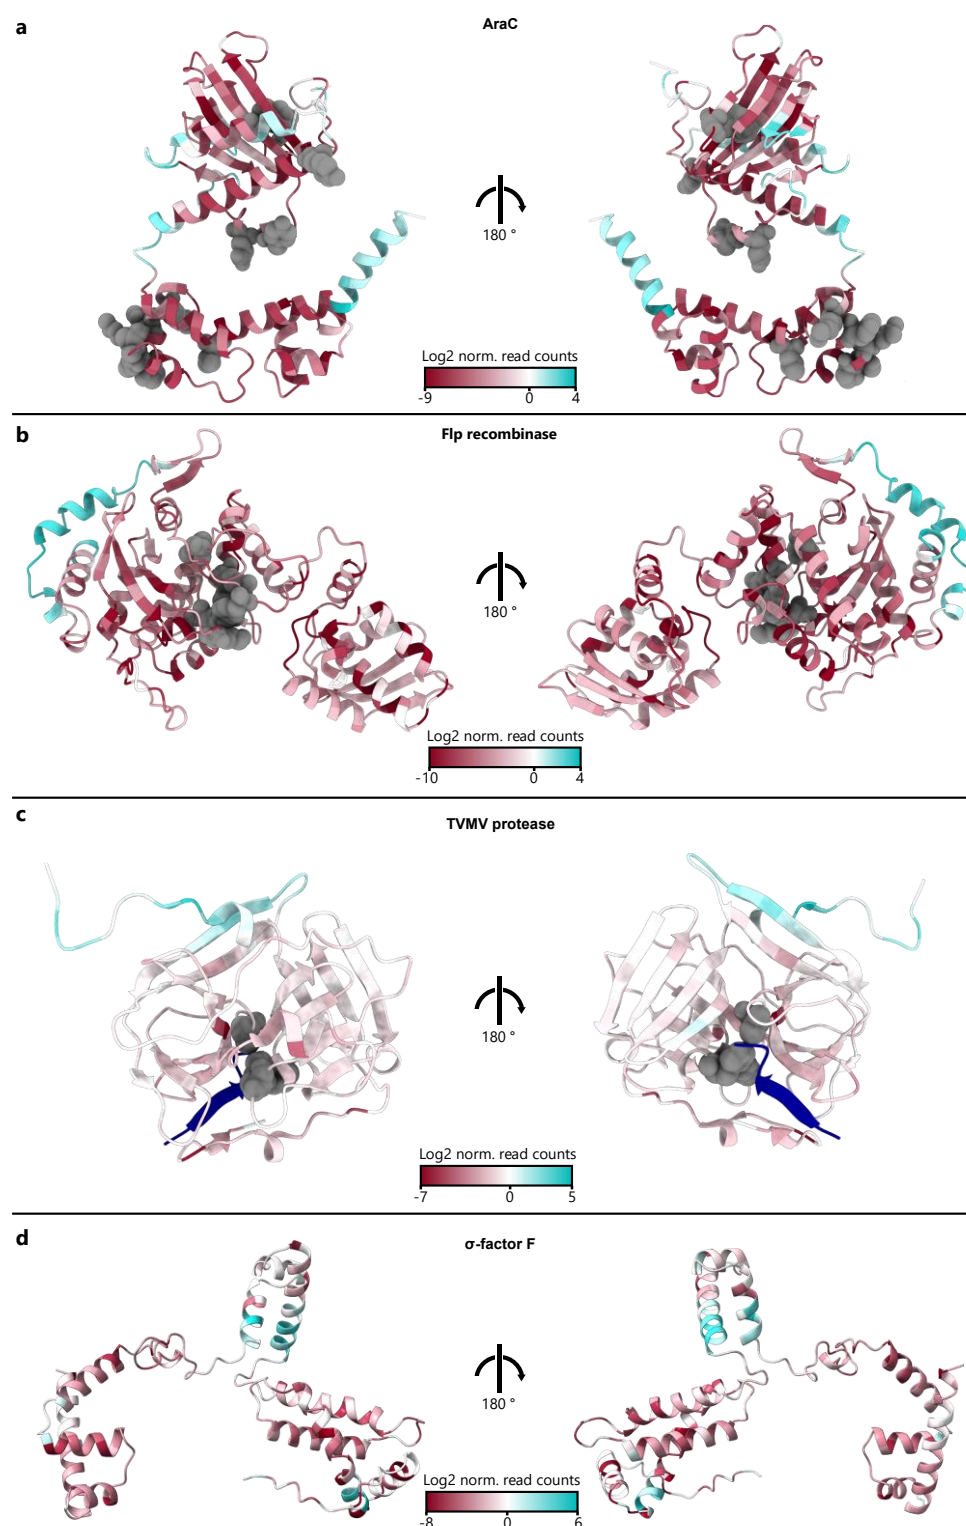 a
AraC
180 °
Log2 norm. read counts
-9 0 4
b
Flp recombinase
180 °
Log2 norm. read counts
-10 0 4
c
TVMV protease
180 °
Log2 norm. read counts
-7 0 5
d
σ-factor F
180 °
Log2 norm. read counts
-8 0 6